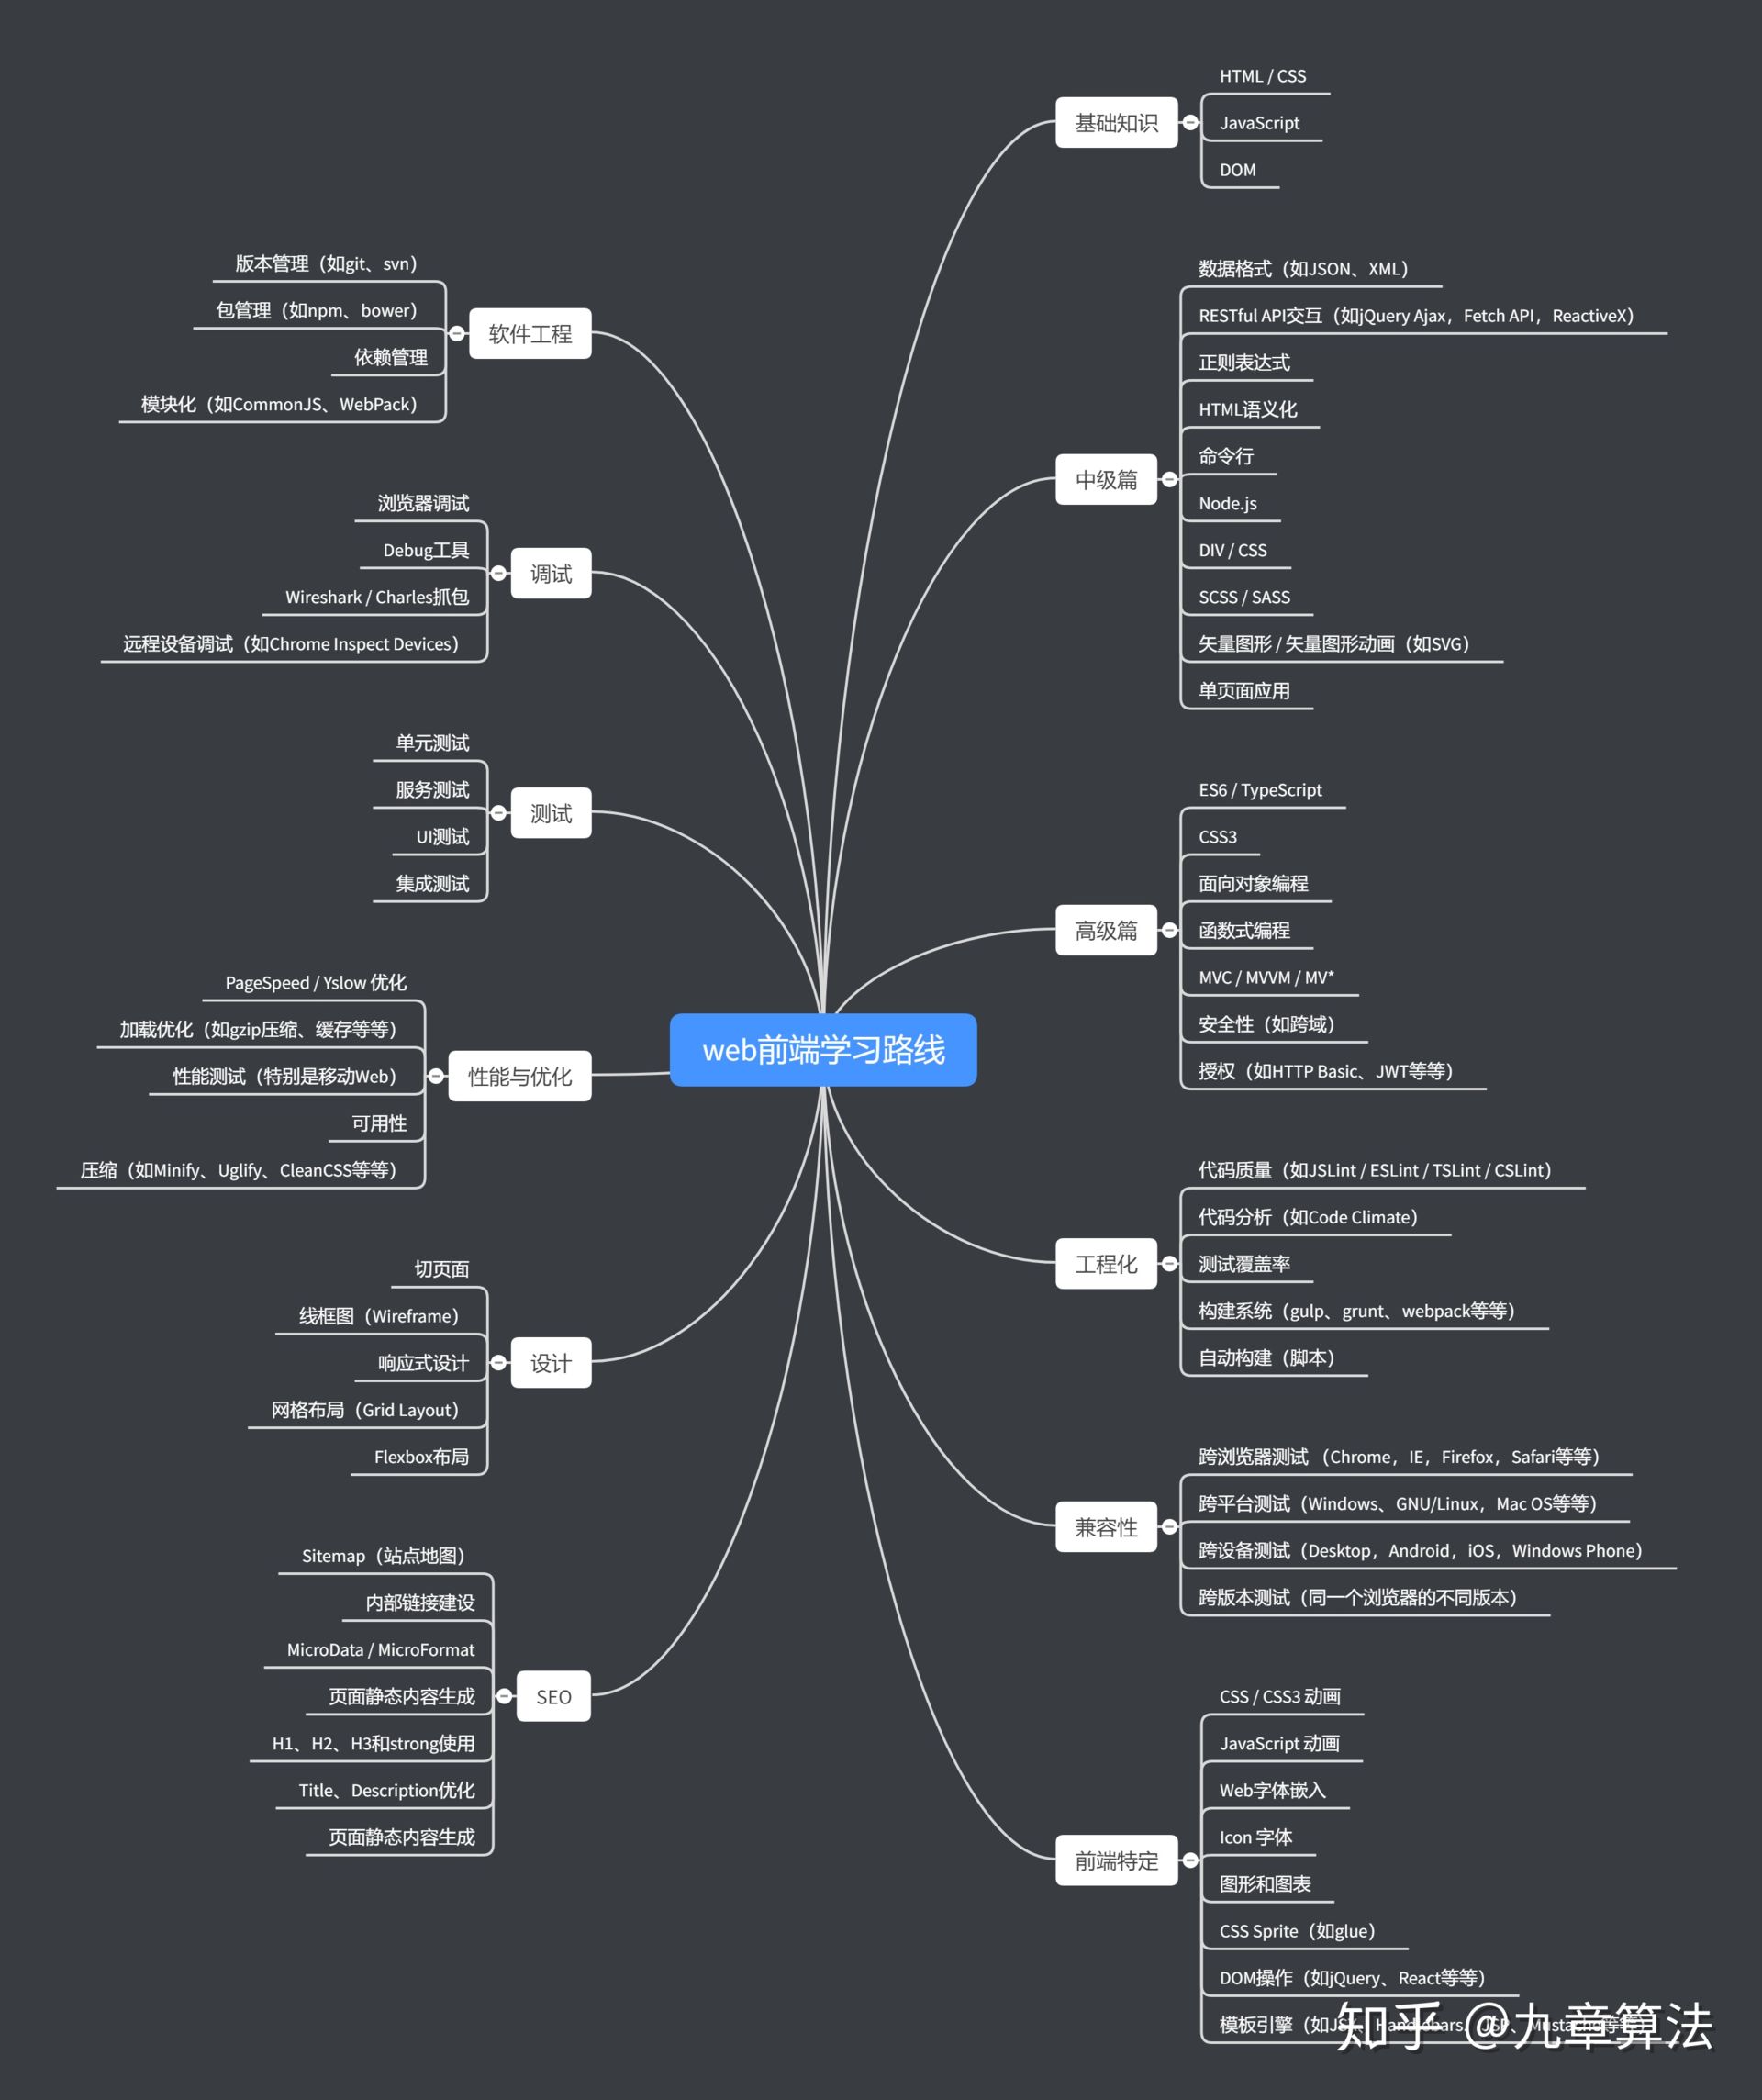 web前端学习路线
基础知识
HTML / CSS
JavaScript
DOM
中级篇
数据格式（如JSON、XML）
RESTful API交互（如jQuery Ajax，Fetch API，ReactiveX）
正则表达式
HTML语义化
命令行
Node.js
DIV / CSS
SCSS / SASS
矢量图形 / 矢量图形动画（如SVG）
单页面应用
高级篇
ES6 / TypeScript
CSS3
面向对象编程
函数式编程
MVC / MVVM / MV*
安全性（如跨域）
授权（如HTTP Basic、JWT等等）
工程化
代码质量（如JSLint / ESLint / TSLint / CSLint）
代码分析（如Code Climate）
测试覆盖率
构建系统（gulp、grunt、webpack等等）
自动构建（脚本）
兼容性
跨浏览器测试 （Chrome，IE，Firefox，Safari等等）
跨平台测试（Windows、GNU/Linux，Mac OS等等）
跨设备测试（Desktop，Android，iOS，Windows Phone）
跨版本测试（同一个浏览器的不同版本）
前端特定
CSS / CSS3 动画
JavaScript 动画
Web字体嵌入
Icon 字体
图形和图表
CSS Sprite（如glue）
DOM操作（如jQuery、React等等）
模板引擎（如JSX、Handlebars、JSP、Mustache等等）
软件工程
版本管理（如git、svn）
包管理（如npm、bower）
依赖管理
模块化（如CommonJS、WebPack）
调试
浏览器调试
Debug工具
Wireshark / Charles抓包
远程设备调试（如Chrome Inspect Devices）
测试
单元测试
服务测试
UI测试
集成测试
性能与优化
PageSpeed / Yslow 优化
加载优化（如gzip压缩、缓存等等）
性能测试（特别是移动Web）
可用性
压缩（如Minify、Uglify、CleanCSS等等）
设计
切页面
线框图（Wireframe）
响应式设计
网格布局（Grid Layout）
Flexbox布局
SEO
Sitemap（站点地图）
内部链接建设
MicroData / MicroFormat
页面静态内容生成
H1、H2、H3和strong使用
Title、Description优化
页面静态内容生成
知乎 @九章算法